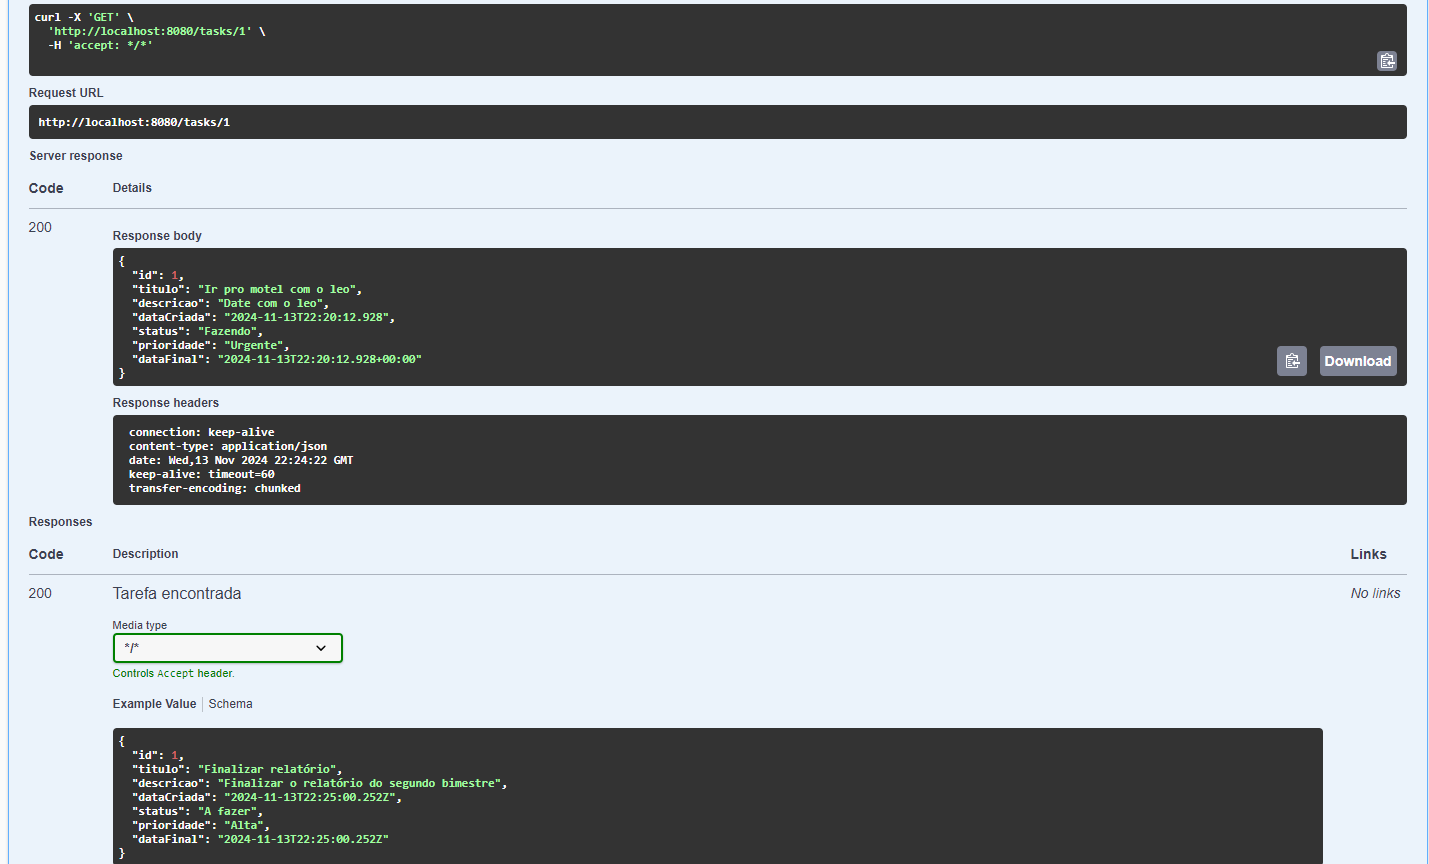 curl -X 'GET' \
'http://localhost:8080/tasks/1' \
-H 'accept: */*'
Request URL
http://localhost:8080/tasks/1
Server response
Code Details
200
Response body
{
"id": 1,
"titulo": "Ir pro motel com o leo",
"descricao": "Date com o leo",
"dataCriada": "2024-11-13T22:20:12.928",
"status": "Fazendo",
"prioridade": "Urgente",
"dataFinal": "2024-11-13T22:20:12.928+00:00"
}
Download
Response headers
connection: keep-alive
content-type: application/json
date: Wed,13 Nov 2024 22:24:22 GMT
keep-alive: timeout=60
transfer-encoding: chunked
Responses
Code Description Links
200 Tarefa encontrada No links
Media type
*/*
Controls Accept header.
Example Value Schema
{
"id": 1,
"titulo": "Finalizar relatório",
"descricao": "Finalizar o relatório do segundo bimestre",
"dataCriada": "2024-11-13T22:25:00.252Z",
"status": "A fazer",
"prioridade": "Alta",
"dataFinal": "2024-11-13T22:25:00.252Z"
}